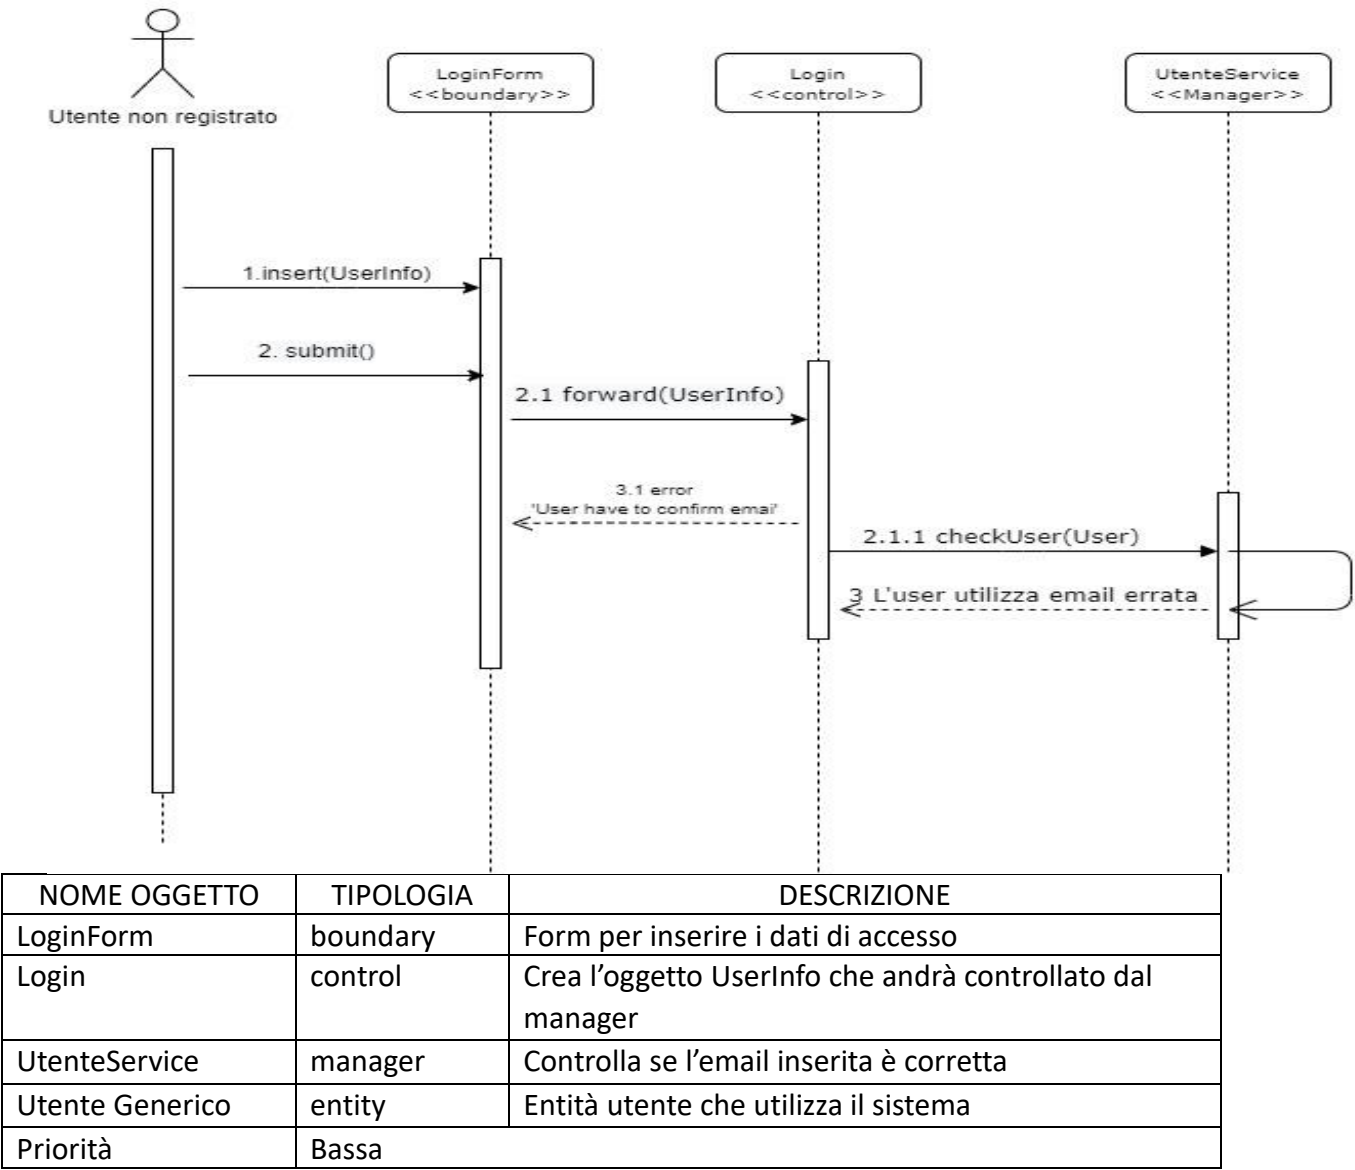 Utente non registrato
LoginForm
<<boundary>>
Login
<<control>>
UtenteService
<<Manager>>
1.insert(UserInfo)
2. submit()
2.1 forward(UserInfo)
3.1 error
'User have to confirm emai'
2.1.1 checkUser(User)
3 L'user utilizza email errata
NOME OGGETTO TIPOLOGIA DESCRIZIONE
LoginForm boundary Form per inserire i dati di accesso
Login control Crea l’oggetto UserInfo che andrà controllato dal
manager
UtenteService manager Controlla se l’email inserita è corretta
Utente Generico entity Entità utente che utilizza il sistema
Priorità Bassa